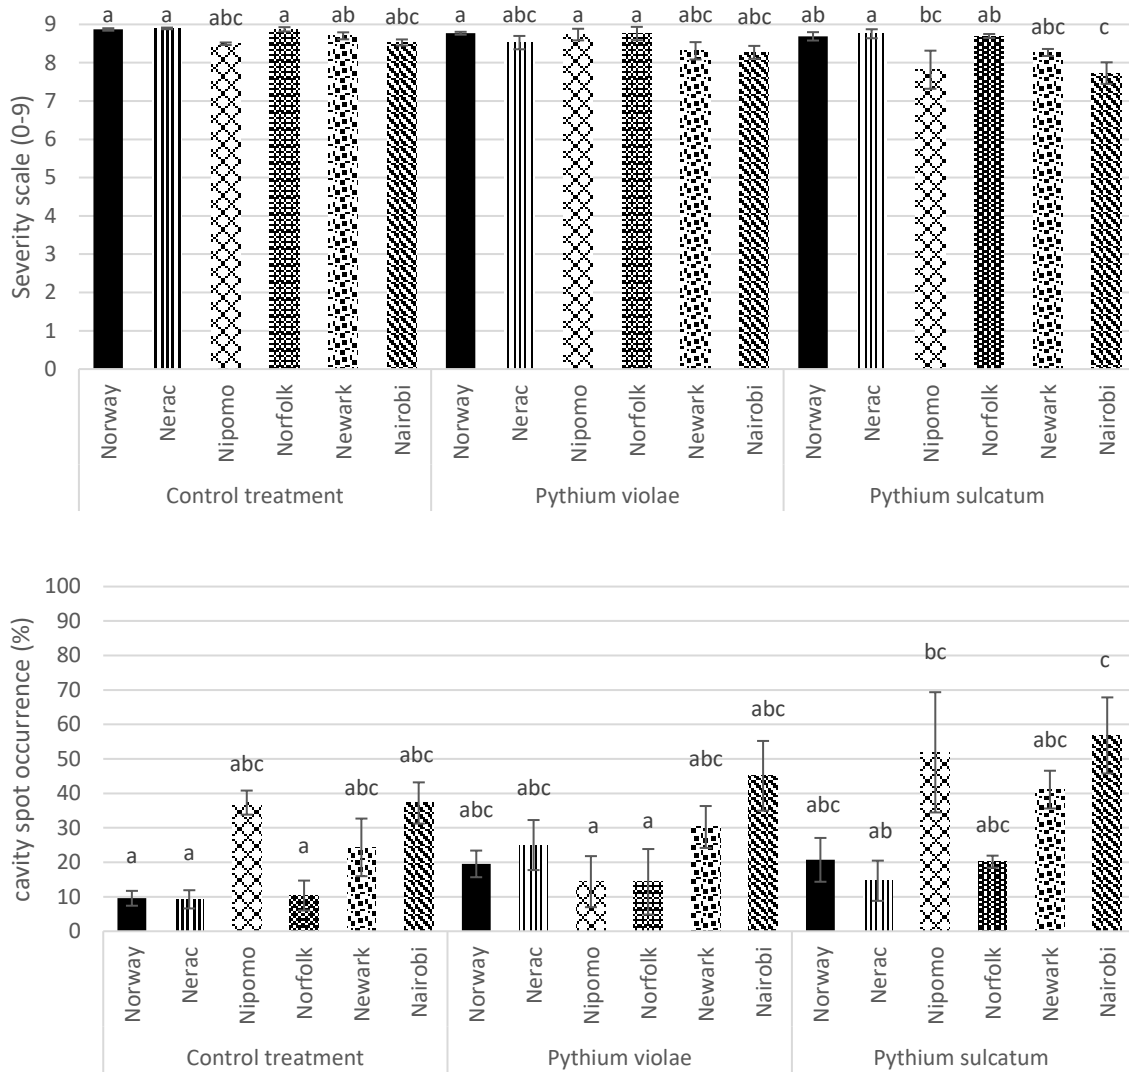 a a abc a ab abc a abc a a abc abc ab a bc ab abc c
9
8
7
6
5
4
3
2
1
0
Severity scale (0-9)
Norway Nerac Nipomo Norfolk Newark Nairobi Norway Nerac Nipomo Norfolk Newark Nairobi Norway Nerac Nipomo Norfolk Newark Nairobi
Control treatment Pythium violae Pythium sulcatum
100
90
80
70
60
50
40
30
20
10
0
cavity spot occurrence (%)
a a abc a abc abc abc abc a a abc abc abc ab bc abc abc c
Norway Nerac Nipomo Norfolk Newark Nairobi Norway Nerac Nipomo Norfolk Newark Nairobi Norway Nerac Nipomo Norfolk Newark Nairobi
Control treatment Pythium violae Pythium sulcatum